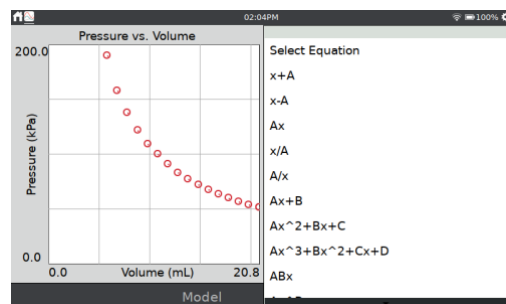 02:04PM
100%
Pressure vs. Volume
200.0
Pressure (kPa)
0.0
0.0 Volume (mL) 20.8
Model
Select Equation
x+A
x-A
Ax
x/A
A/x
Ax+B
Ax^2+Bx+C
Ax^3+Bx^2+Cx+D
ABx